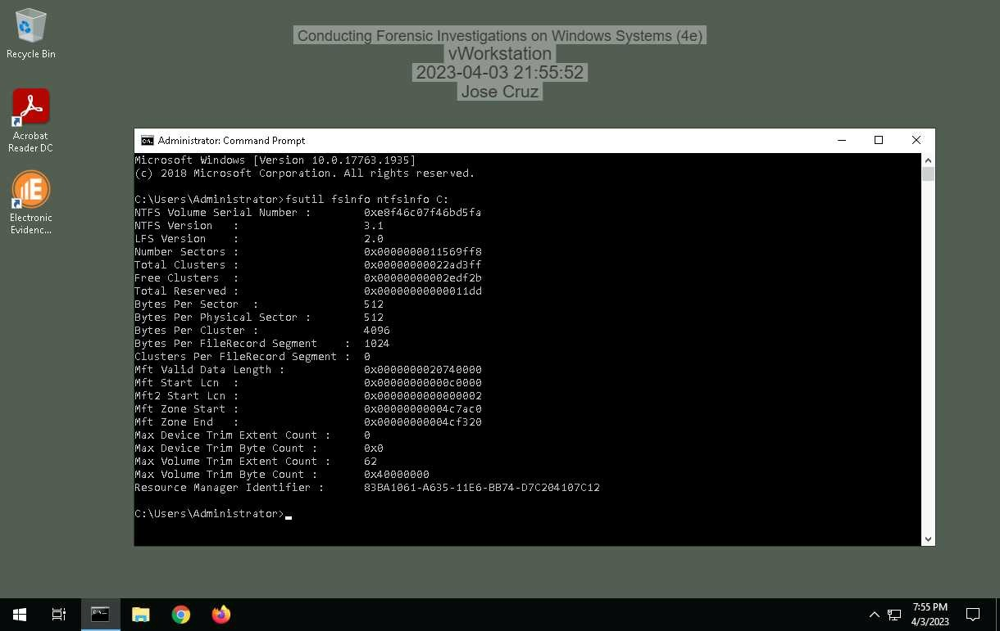 Recycle Bin
Acrobat
Reader DC
Electronic
Evidenc...
Conducting Forensic Investigations on Windows Systems (4e)
vWorkstation
2023-04-03 21:55:52
Jose Cruz
Administrator: Command Prompt
Microsoft Windows [Version 10.0.17763.1935]
(c) 2018 Microsoft Corporation. All rights reserved.
C:\Users\Administrator>fsutil fsinfo ntfsinfo C:
NTFS Volume Serial Number : 0xe8f46c07f46bd5fa
NTFS Version : 3.1
LFS Version : 2.0
Number Sectors : 0x0000000011569ff8
Total Clusters : 0x00000000022ad3ff
Free Clusters : 0x00000000002edf2b
Total Reserved : 0x00000000000011dd
Bytes Per Sector : 512
Bytes Per Physical Sector : 512
Bytes Per Cluster : 4096
Bytes Per FileRecord Segment : 1024
Clusters Per FileRecord Segment : 0
Mft Valid Data Length : 0x0000000020740000
Mft Start Lcn : 0x00000000000c0000
Mft2 Start Lcn : 0x0000000000000002
Mft Zone Start : 0x00000000004c7ac0
Mft Zone End : 0x00000000004cf320
Max Device Trim Extent Count : 0
Max Device Trim Byte Count : 0x0
Max Volume Trim Extent Count : 62
Max Volume Trim Byte Count : 0x40000000
Resource Manager Identifier : 83BA1061-A635-11E6-BB74-D7C204107C12
C:\Users\Administrator>
7:55 PM
4/3/2023